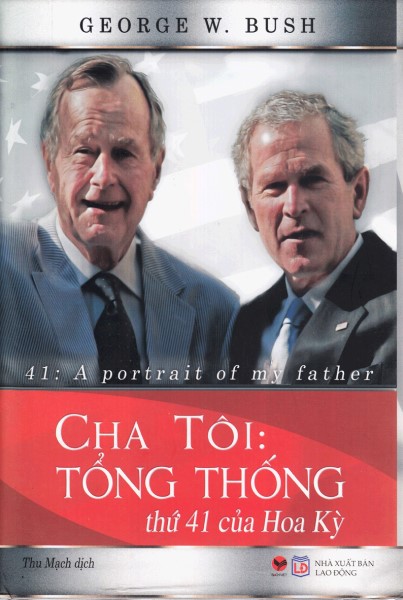 GEORGE W. BUSH
41: A portrait of my father
CHA TÔI:
TỔNG THỐNG
thứ 41 của Hoa Kỳ
Thu Mạch dịch
LĐ
NHÀ XUẤT BẢN
LAO ĐỘNG